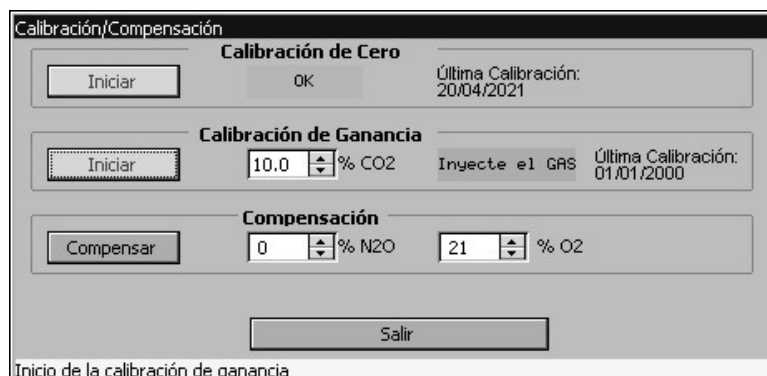 Calibración/Compensación
Calibración de Cero
Iniciar
OK
Última Calibración:
20/04/2021
Calibración de Ganancia
Iniciar
10.0 % CO2
Inyecte el GAS
Última Calibración:
01/01/2000
Compensación
Compensar
0 % N2O
21 % O2
Salir
Inicio de la calibración de ganancia